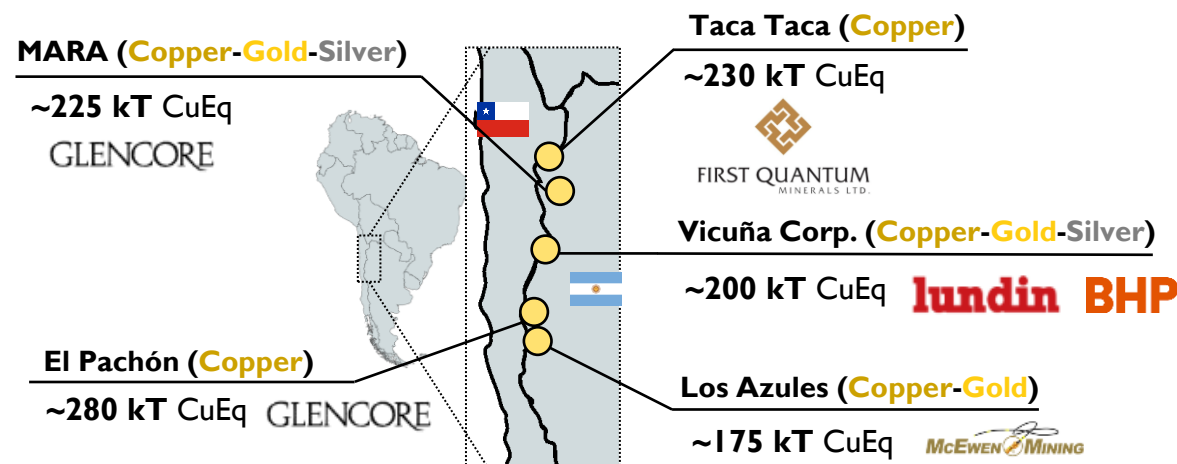 MARA (Copper-Gold-Silver)
~225 kT CuEq
GLENCORE
Taca Taca (Copper)
~230 kT CuEq
FIRST QUANTUM
MINERALS LTD.
Vicuña Corp. (Copper-Gold-Silver)
~200 kT CuEq
lundin BHP
El Pachón (Copper)
~280 kT CuEq GLENCORE
Los Azules (Copper-Gold)
~175 kT CuEq
McEWEN MINING